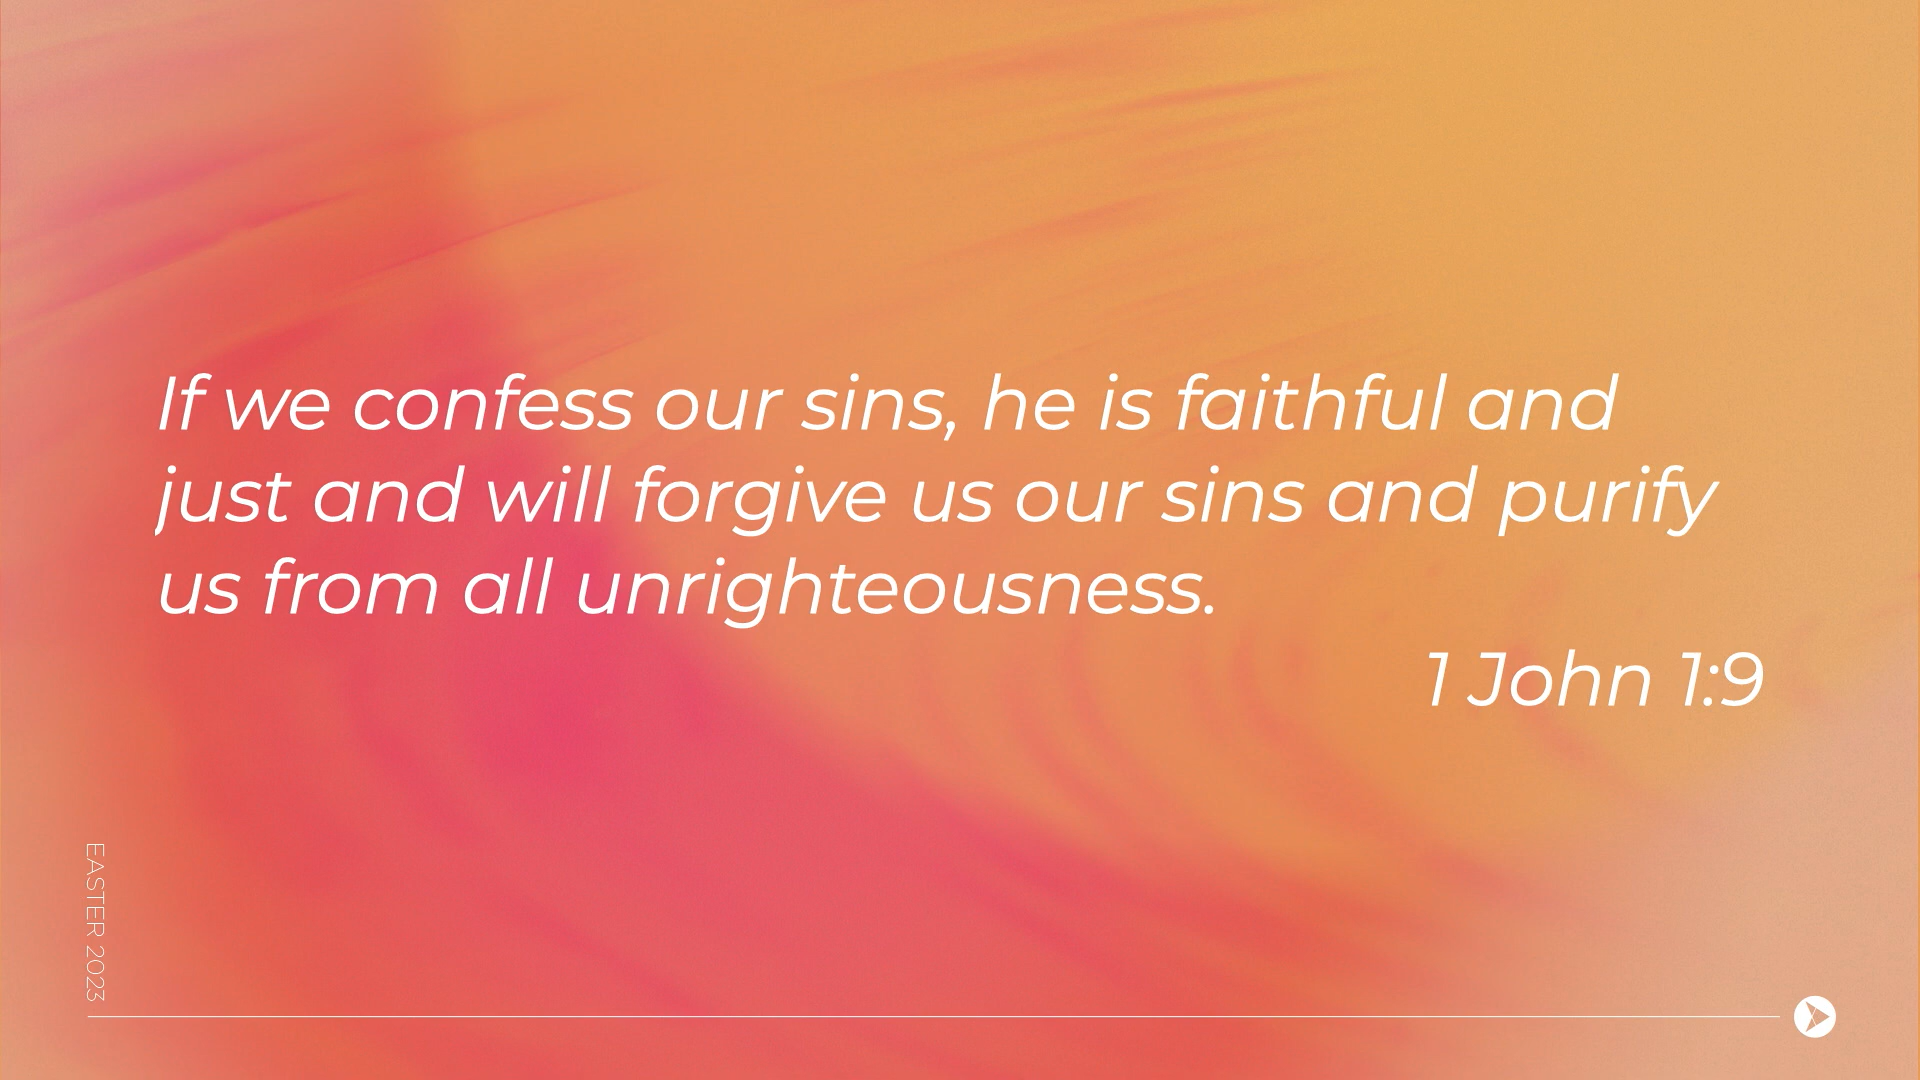 If we confess our sins, he is faithful and
just and will forgive us our sins and purify
us from all unrighteousness.
1 John 1:9
EASTER 2023